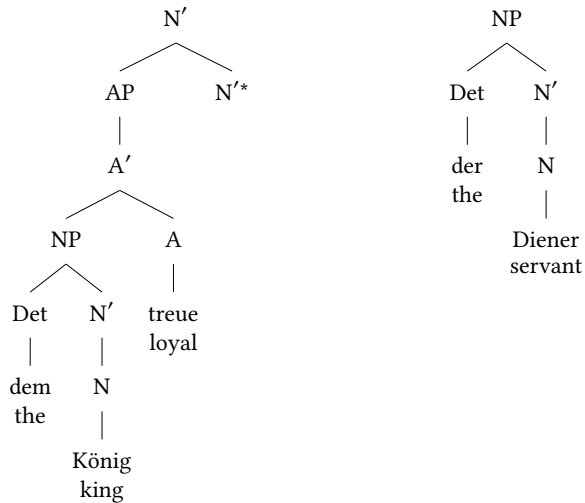 N′ NP
AP N′* Det N′
A′ der N
the
NP A Diener
servant
Det N′ treue
loyal
dem N
the
König
king